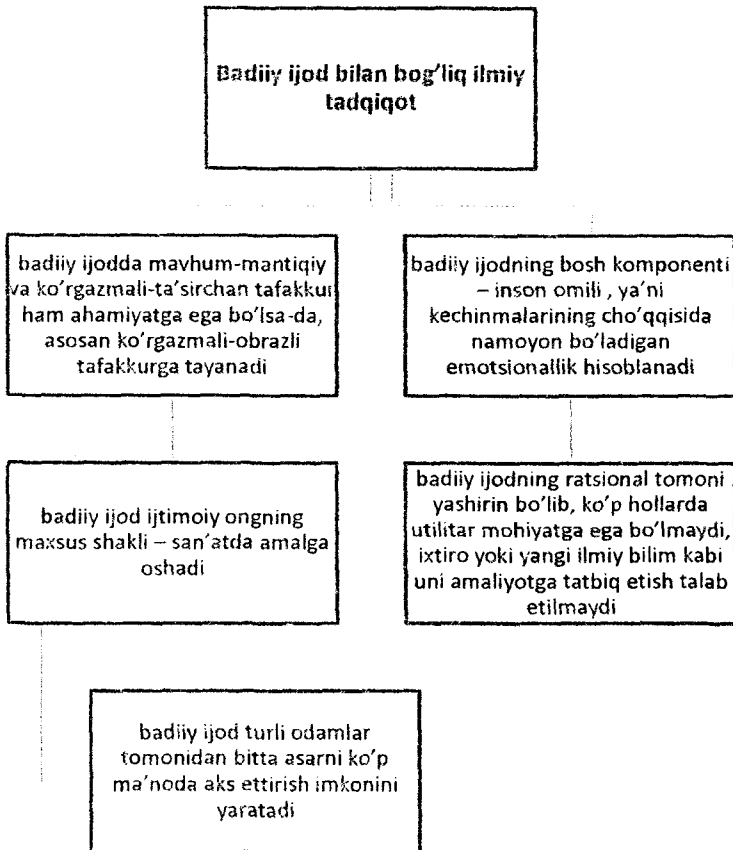 Badiiy ijod bilan bog'liq ilmiy
tadqiqot
badiiy ijodda mavhum-mantiqiy
va ko'rgazmali-ta'sirchan tafakkur
ham ahamiyatga ega bo'lsa-da,
asosan ko'rgazmali-obrazli
tafakkurga tayanadi
badiiy ijodning bosh komponenti
– inson omili , ya'ni
kechinmalarining cho'qqisida
namoyon bo'ladigan
emotsionallik hisoblanadi
badiiy ijod ijtimoiy ongning
maxsus shakli – san'atda amalga
oshadi
badiiy ijodning ratsional tomoni
yashirin bo'lib, ko'p hollarda
utilitar mohiyatga ega bo'lmaydi,
ixtiro yoki yangi ilmiy bilim kabi
uni amaliyotga tatbiq etish talab
etilmaydi
badiiy ijod turli odamlar
tomonidan bitta asarni ko'p
ma'noda aks ettirish imkonini
yaratadi